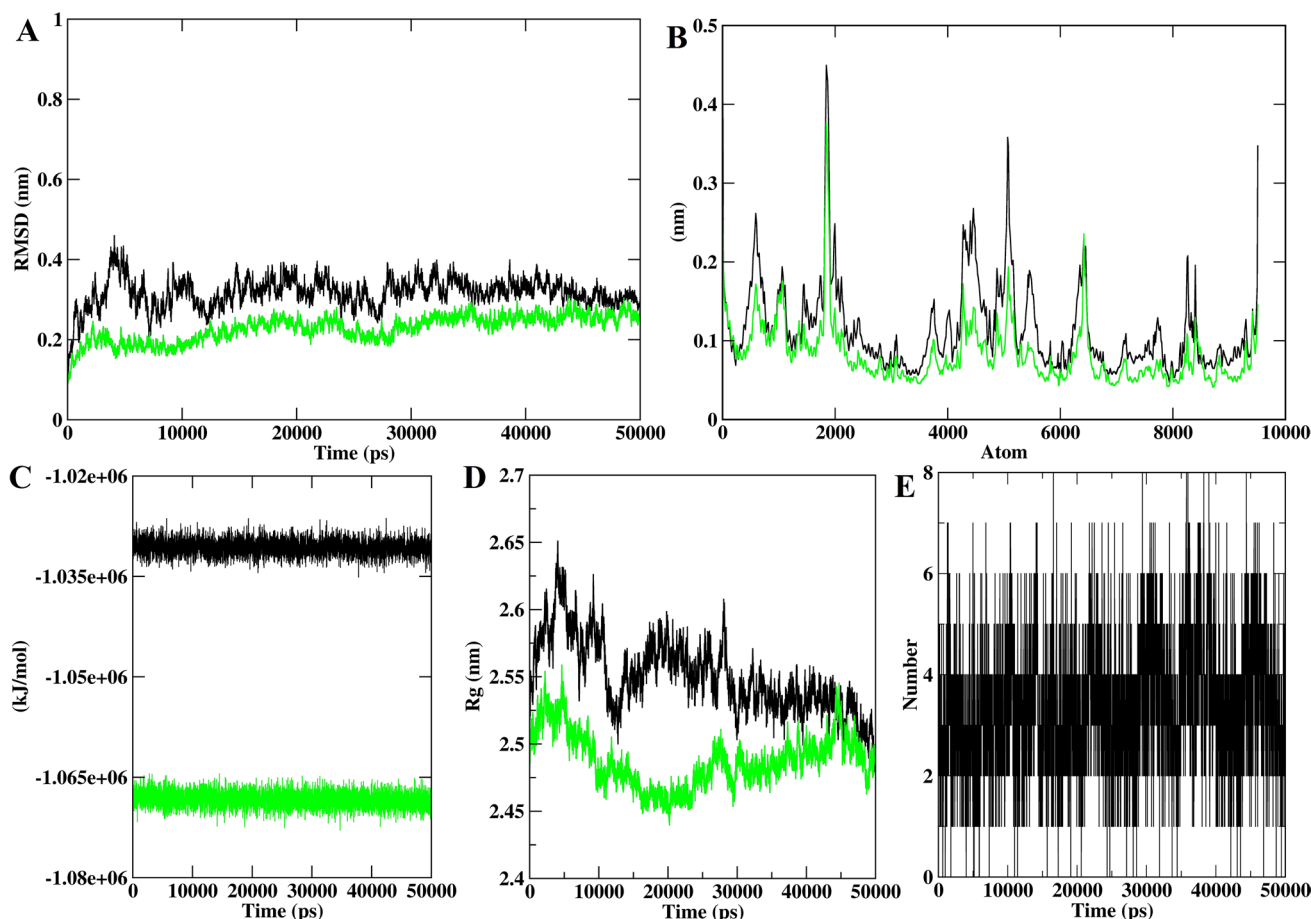 A
RMSD (nm)
1
0.8
0.6
0.4
0.2
0
0 10000 20000 30000 40000 50000
Time (ps)
B
(nm)
0.5
0.4
0.3
0.2
0.1
0
0 2000 4000 6000 8000 10000
Atom
C
(kJ/mol)
-1.02e+06
-1.035e+06
-1.05e+06
-1.065e+06
-1.08e+06
0 10000 20000 30000 40000 50000
Time (ps)
D
Rg (nm)
2.7
2.65
2.6
2.55
2.5
2.45
2.4
0 10000 20000 30000 40000 50000
Time (ps)
E
Number
8
6
4
2
0
0 10000 20000 30000 40000 50000
Time (ps)